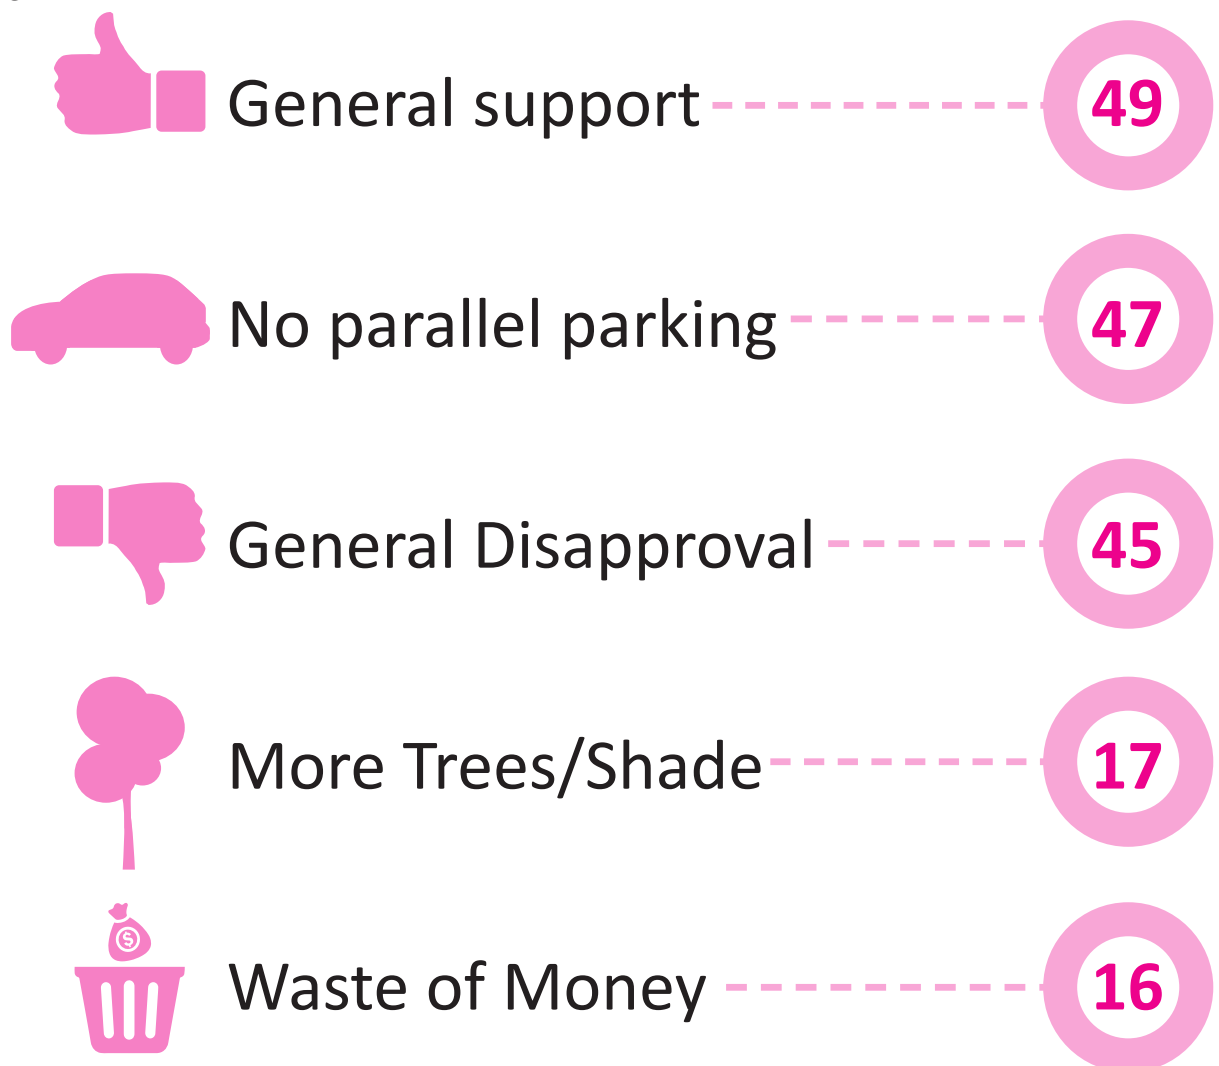 General support 49
No parallel parking 47
General Disapproval 45
More Trees/Shade 17
$
Waste of Money 16